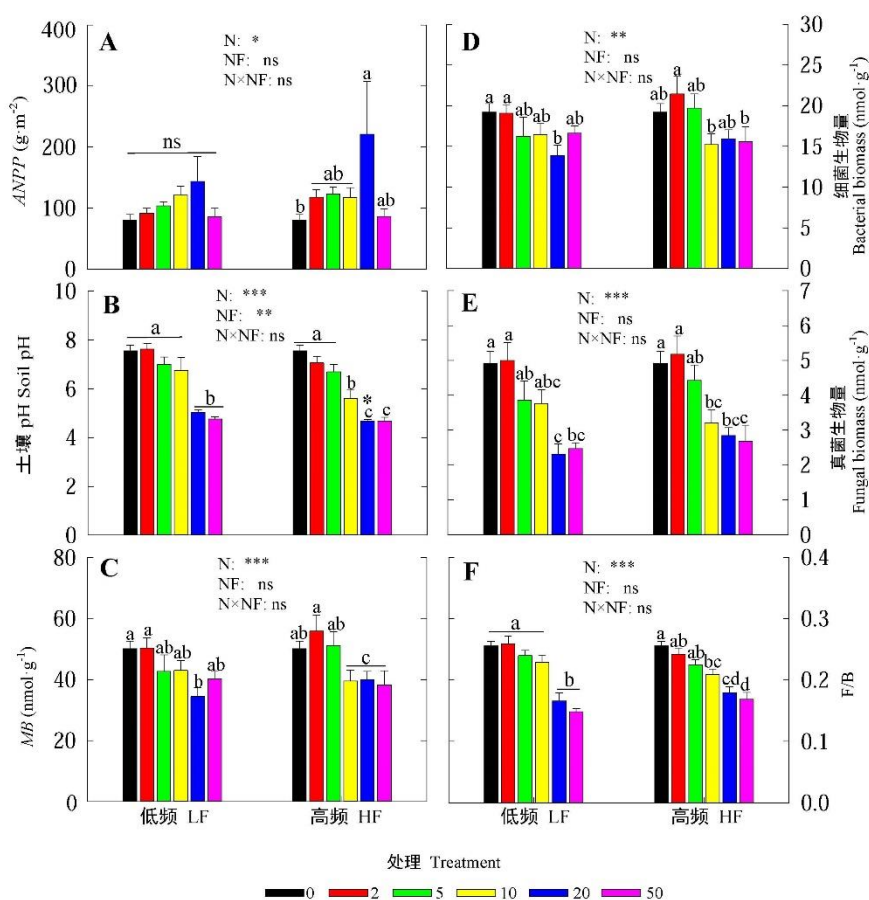 A
N: *
NF: ns
N×NF: ns
ANPP (g·m⁻²)
400
300
200
100
0
ns
b
ab
a
ab
D
N: **
NF: ns
N×NF: ns
a
a
ab
ab
b
ab
ab
a
ab
b
ab
b
30
25
20
15
10
5
0
细菌生物量
Bacterial biomass (nmol·g⁻¹)
B
N: ***
NF: **
N×NF: ns
土壤 pH Soil pH
10
8
6
4
2
0
a
b
a
b
*
c
c
E
N: ***
NF: ns
N×NF: ns
a
a
ab
abc
c
bc
a
a
ab
bc
bcc
c
7
6
5
4
3
2
1
0
真菌生物量
Fungal biomass (nmol·g⁻¹)
C
N: ***
NF: ns
N×NF: ns
MB (nmol·g⁻¹)
80
60
40
20
0
a
a
ab
ab
b
ab
ab
a
ab
c
低频 LF
高频 HF
F
N: ***
NF: ns
N×NF: ns
a
b
a
ab
ab
bc
cd
d
0.4
0.3
0.2
0.1
0.0
F/B
低频 LF
高频 HF
处理 Treatment
0 2 5 10 20 50